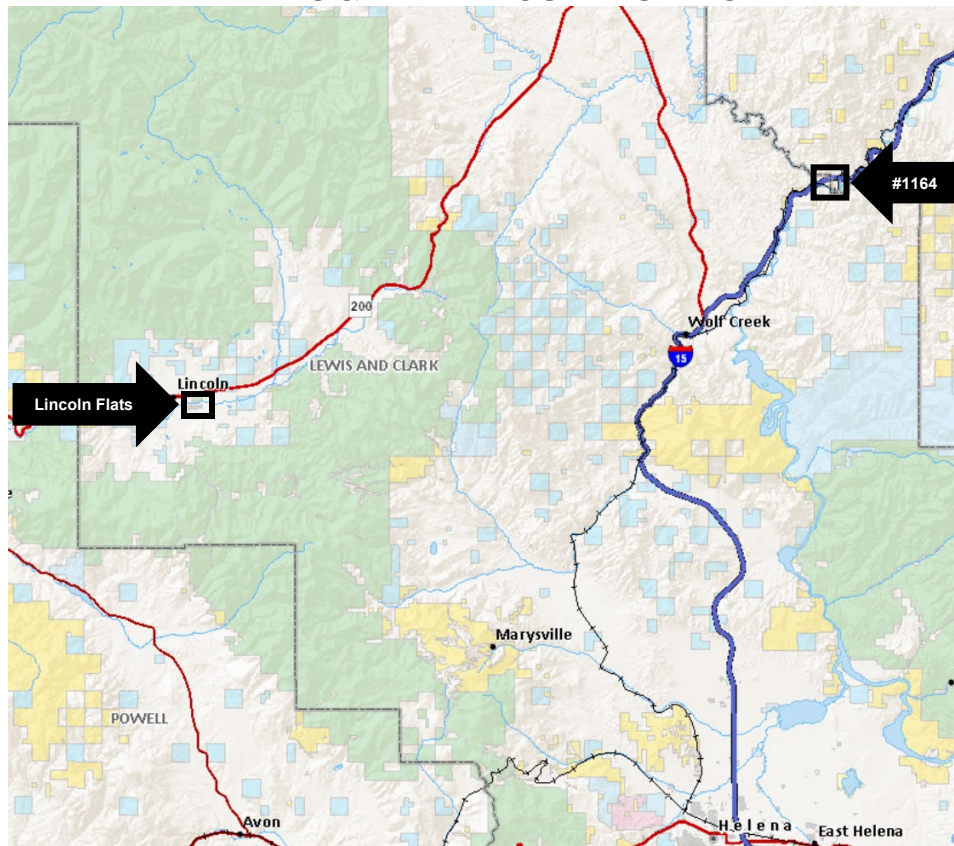 #1164
Wolf Creek
200
15
LEWIS AND CLARK
Lincoln
Lincoln Flats
e
Marysville
POWELL
Avon
Helena
East Helena